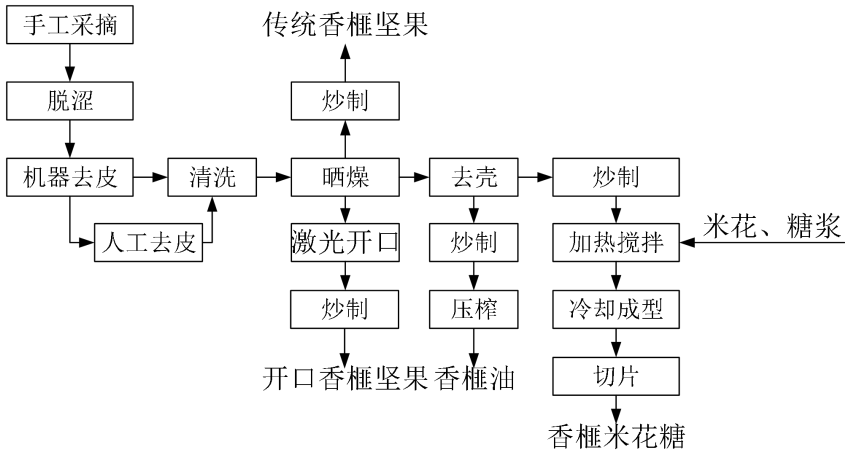 手工采摘
传统香榧坚果
脱涩
炒制
机器去皮
清洗
晒燥
去壳
炒制
人工去皮
激光开口
炒制
加热搅拌
米花、糖浆
炒制
压榨
冷却成型
开口香榧坚果
香榧油
切片
香榧米花糖